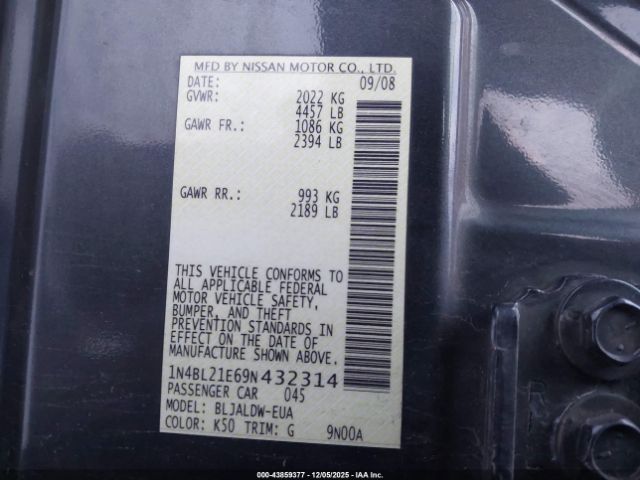 MFD BY NISSAN MOTOR CO., LTD.
DATE: 09/08
GVWR: 2022 KG
4457 LB
GAWR FR.: 1086 KG
2394 LB
GAWR RR.: 993 KG
2189 LB
THIS VEHICLE CONFORMS TO
ALL APPLICABLE FEDERAL
MOTOR VEHICLE SAFETY,
BUMPER, AND THEFT
PREVENTION STANDARDS IN
EFFECT ON THE DATE OF
MANUFACTURE SHOWN ABOVE.
1N4BL21E69N432314
PASSENGER CAR 045
MODEL: BLJALDW-EUA
COLOR: K50 TRIM: G 9N00A
000-43859377 - 12/05/2025 - IAAI.COM